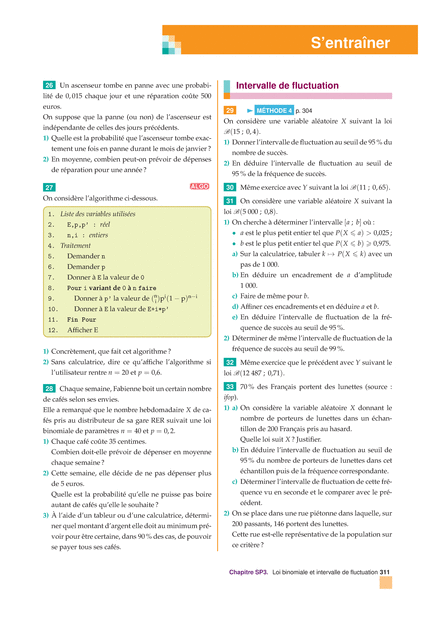 S'entraîner
26 Un ascenseur tombe en panne avec une probabi-
lité de 0,015 chaque jour et une réparation coûte 500
euros.
On suppose que la panne (ou non) de l'ascenseur est
indépendante de celles des jours précédents.
1) Quelle est la probabilité que l'ascenseur tombe exac-
tement une fois en panne durant le mois de janvier ?
2) En moyenne, combien peut-on prévoir de dépenses
de réparation pour une année ?
27 ALGO
On considère l'algorithme ci-dessous.
1. Liste des variables utilisées
2. E,p,p' : réel
3. n,i : entiers
4. Traitement
5. Demander n
6. Demander p
7. Donner à E la valeur de 0
8. Pour i variant de 0 à n faire
9. Donner à p' la valeur de (n i)p^i(1 − p)^n−i
10. Donner à E la valeur de E+i*p'
11. Fin Pour
12. Afficher E
1) Concrètement, que fait cet algorithme ?
2) Sans calculatrice, dire ce qu'affiche l'algorithme si
l'utilisateur rentre n = 20 et p = 0,6.
28 Chaque semaine, Fabienne boit un certain nombre
de cafés selon ses envies.
Elle a remarqué que le nombre hebdomadaire X de ca-
fés pris au distributeur de sa gare RER suivait une loi
binomiale de paramètres n = 40 et p = 0,2.
1) Chaque café coûte 35 centimes.
Combien doit-elle prévoir de dépenser en moyenne
chaque semaine ?
2) Cette semaine, elle décide de ne pas dépenser plus
de 5 euros.
Quelle est la probabilité qu'elle ne puisse pas boire
autant de cafés qu'elle le souhaite ?
3) À l'aide d'un tableur ou d'une calculatrice, détermi-
ner quel montant d'argent elle doit au minimum pré-
voir pour être certaine, dans 90 % des cas, de pouvoir
se payer tous ses cafés.
Intervalle de fluctuation
29 ► MÉTHODE 4 p. 304
On considère une variable aléatoire X suivant la loi
ℬ(15 ; 0,4).
1) Donner l'intervalle de fluctuation au seuil de 95 % du
nombre de succès.
2) En déduire l'intervalle de fluctuation au seuil de
95 % de la fréquence de succès.
30 Même exercice avec Y suivant la loi ℬ(11 ; 0,65).
31 On considère une variable aléatoire X suivant la
loi ℬ(5 000 ; 0,8).
1) On cherche à déterminer l'intervalle [a ; b] où :
• a est le plus petit entier tel que P(X ⩽ a) > 0,025 ;
• b est le plus petit entier tel que P(X ⩽ b) ⩾ 0,975.
a) Sur la calculatrice, tabuler k ↦ P(X ⩽ k) avec un
pas de 1 000.
b) En déduire un encadrement de a d'amplitude
1 000.
c) Faire de même pour b.
d) Affiner ces encadrements et en déduire a et b.
e) En déduire l'intervalle de fluctuation de la fré-
quence de succès au seuil de 95 %.
2) Déterminer de même l'intervalle de fluctuation de la
fréquence de succès au seuil de 99 %.
32 Même exercice que le précédent avec Y suivant le
loi ℬ(12 487 ; 0,71).
33 70 % des Français portent des lunettes (source :
ifop).
1) a) On considère la variable aléatoire X donnant le
nombre de porteurs de lunettes dans un échan-
tillon de 200 Français pris au hasard.
Quelle loi suit X ? Justifier.
b) En déduire l'intervalle de fluctuation au seuil de
95 % du nombre de porteurs de lunettes dans cet
échantillon puis de la fréquence correspondante.
c) Déterminer l'intervalle de fluctuation de cette fré-
quence vu en seconde et le comparer avec le pré-
cédent.
2) On se place dans une rue piétonne dans laquelle, sur
200 passants, 146 portent des lunettes.
Cette rue est-elle représentative de la population sur
ce critère ?
Chapitre SP3. Loi binomiale et intervalle de fluctuation 311